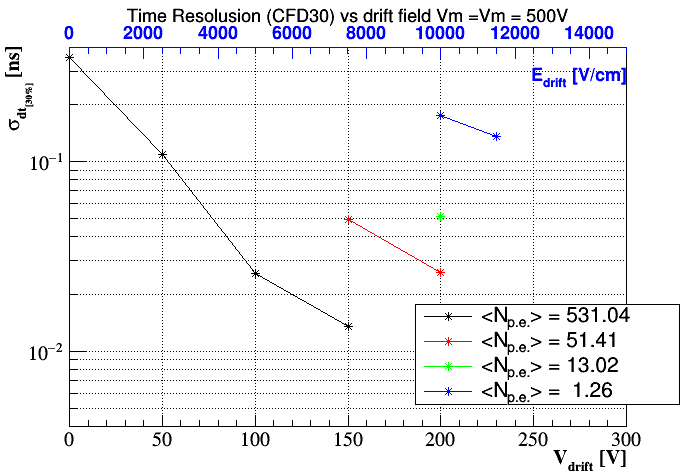 Time Resolusion (CFD30) vs drift field Vm =Vm = 500V
0 2000 4000 6000 8000 10000 12000 14000
E_drift [V/cm]
σ_dt_[30%] [ns]
10⁻¹
10⁻²
<N_p.e.> = 531.04
<N_p.e.> = 51.41
<N_p.e.> = 13.02
<N_p.e.> = 1.26
0 50 100 150 200 250 300
V_drift [V]